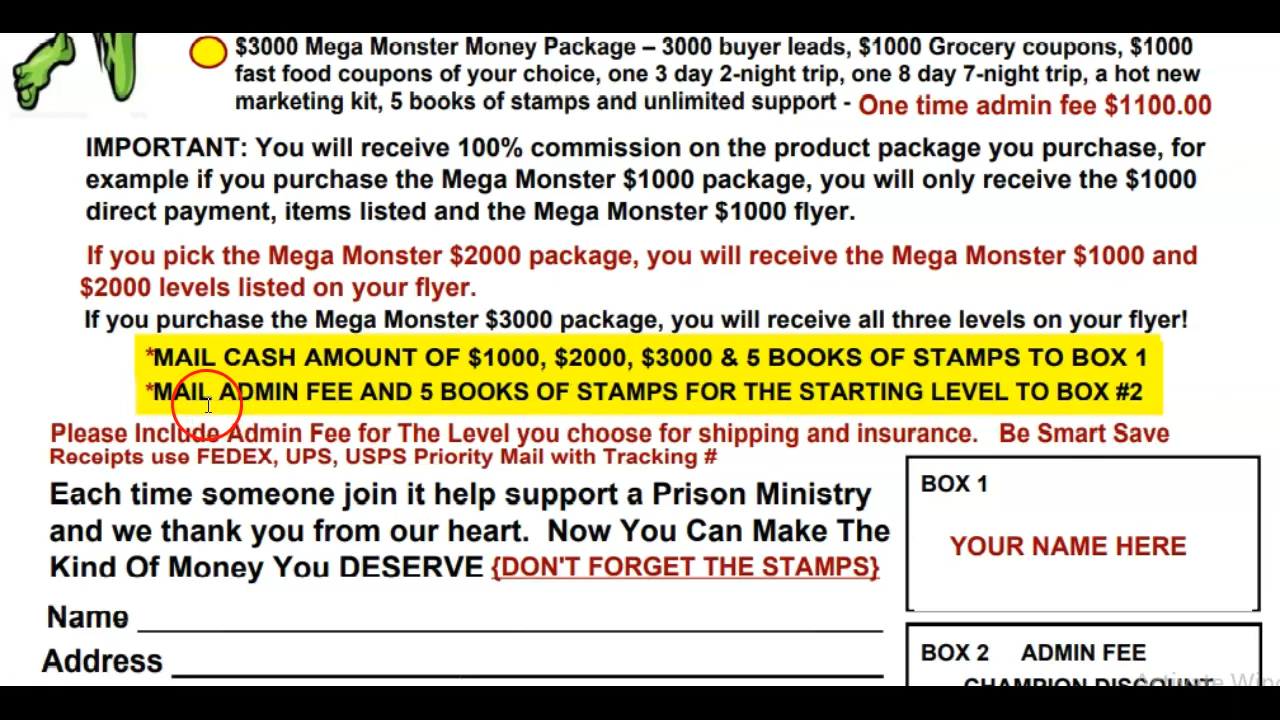 $3000 Mega Monster Money Package – 3000 buyer leads, $1000 Grocery coupons, $1000
fast food coupons of your choice, one 3 day 2-night trip, one 8 day 7-night trip, a hot new
marketing kit, 5 books of stamps and unlimited support - One time admin fee $1100.00
IMPORTANT: You will receive 100% commission on the product package you purchase, for
example if you purchase the Mega Monster $1000 package, you will only receive the $1000
direct payment, items listed and the Mega Monster $1000 flyer.
If you pick the Mega Monster $2000 package, you will receive the Mega Monster $1000 and
$2000 levels listed on your flyer.
If you purchase the Mega Monster $3000 package, you will receive all three levels on your flyer!
*MAIL CASH AMOUNT OF $1000, $2000, $3000 & 5 BOOKS OF STAMPS TO BOX 1
*MAIL ADMIN FEE AND 5 BOOKS OF STAMPS FOR THE STARTING LEVEL TO BOX #2
Please Include Admin Fee for The Level you choose for shipping and insurance. Be Smart Save
Receipts use FEDEX, UPS, USPS Priority Mail with Tracking #
Each time someone join it help support a Prison Ministry
and we thank you from our heart. Now You Can Make The
Kind Of Money You DESERVE {DON'T FORGET THE STAMPS}
Name
Address
BOX 1
YOUR NAME HERE
BOX 2 ADMIN FEE
CHAMPION DISCOUNT
Activate Win